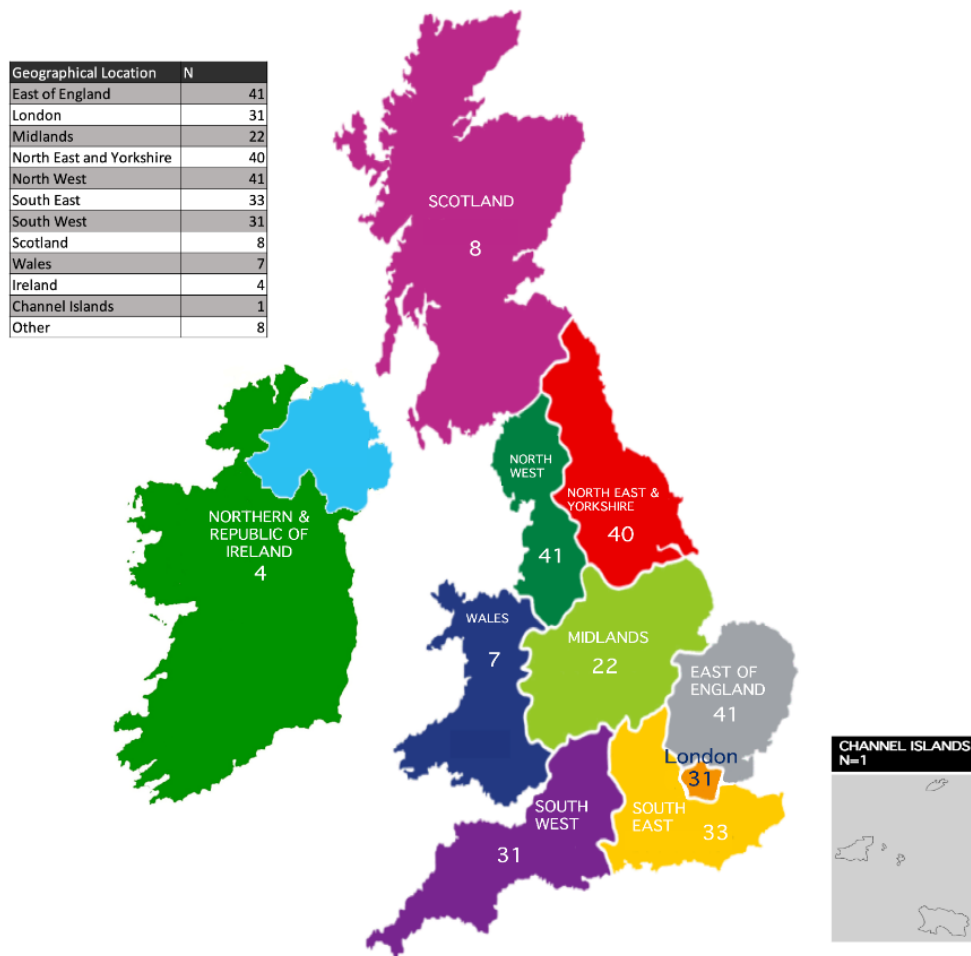 Geographical Location N
East of England 41
London 31
Midlands 22
North East and Yorkshire 40
North West 41
South East 33
South West 31
Scotland 8
Wales 7
Ireland 4
Channel Islands 1
Other 8
SCOTLAND
8
NORTH
WEST
41
NORTH EAST &
YORKSHIRE
40
NORTHERN &
REPUBLIC OF
IRELAND
4
WALES
7
MIDLANDS
22
EAST OF
ENGLAND
41
London
31
SOUTH
WEST
31
SOUTH
EAST
33
CHANNEL ISLANDS
N=1